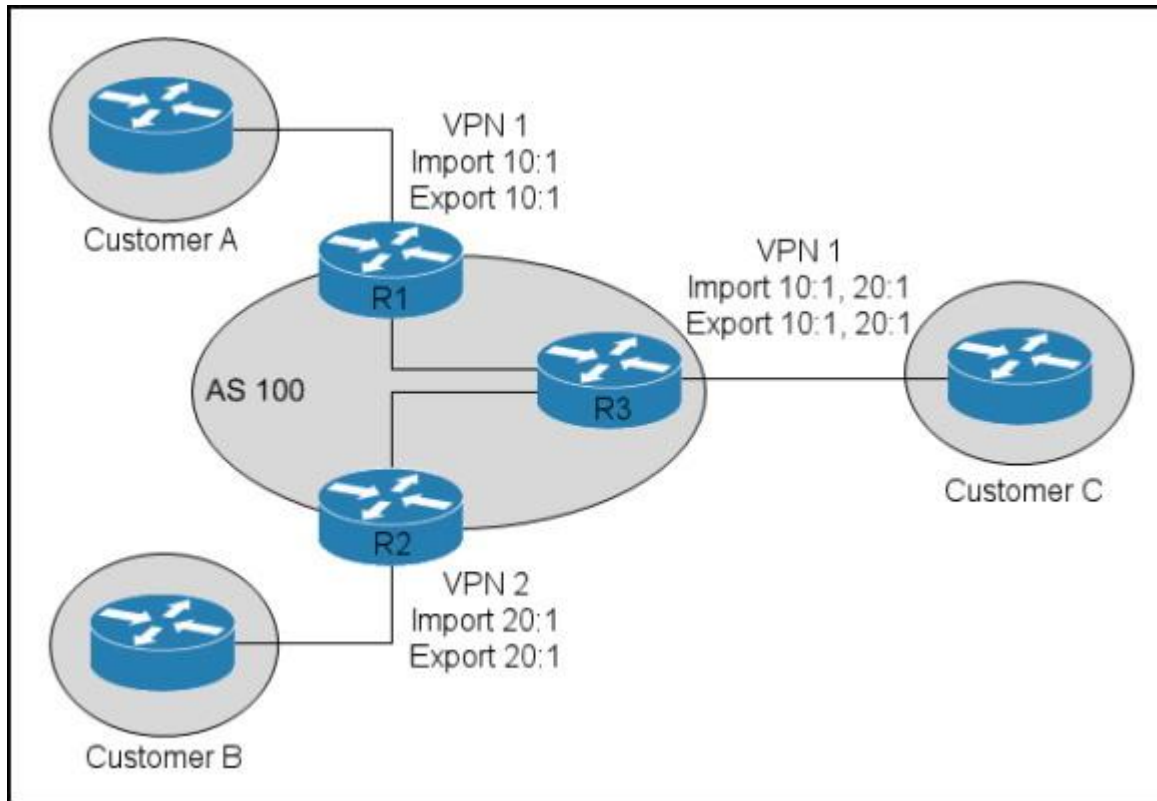 Customer A
VPN 1
Import 10:1
Export 10:1
R1
VPN 1
Import 10:1, 20:1
Export 10:1, 20:1
AS 100
R3
Customer C
R2
VPN 2
Import 20:1
Export 20:1
Customer B